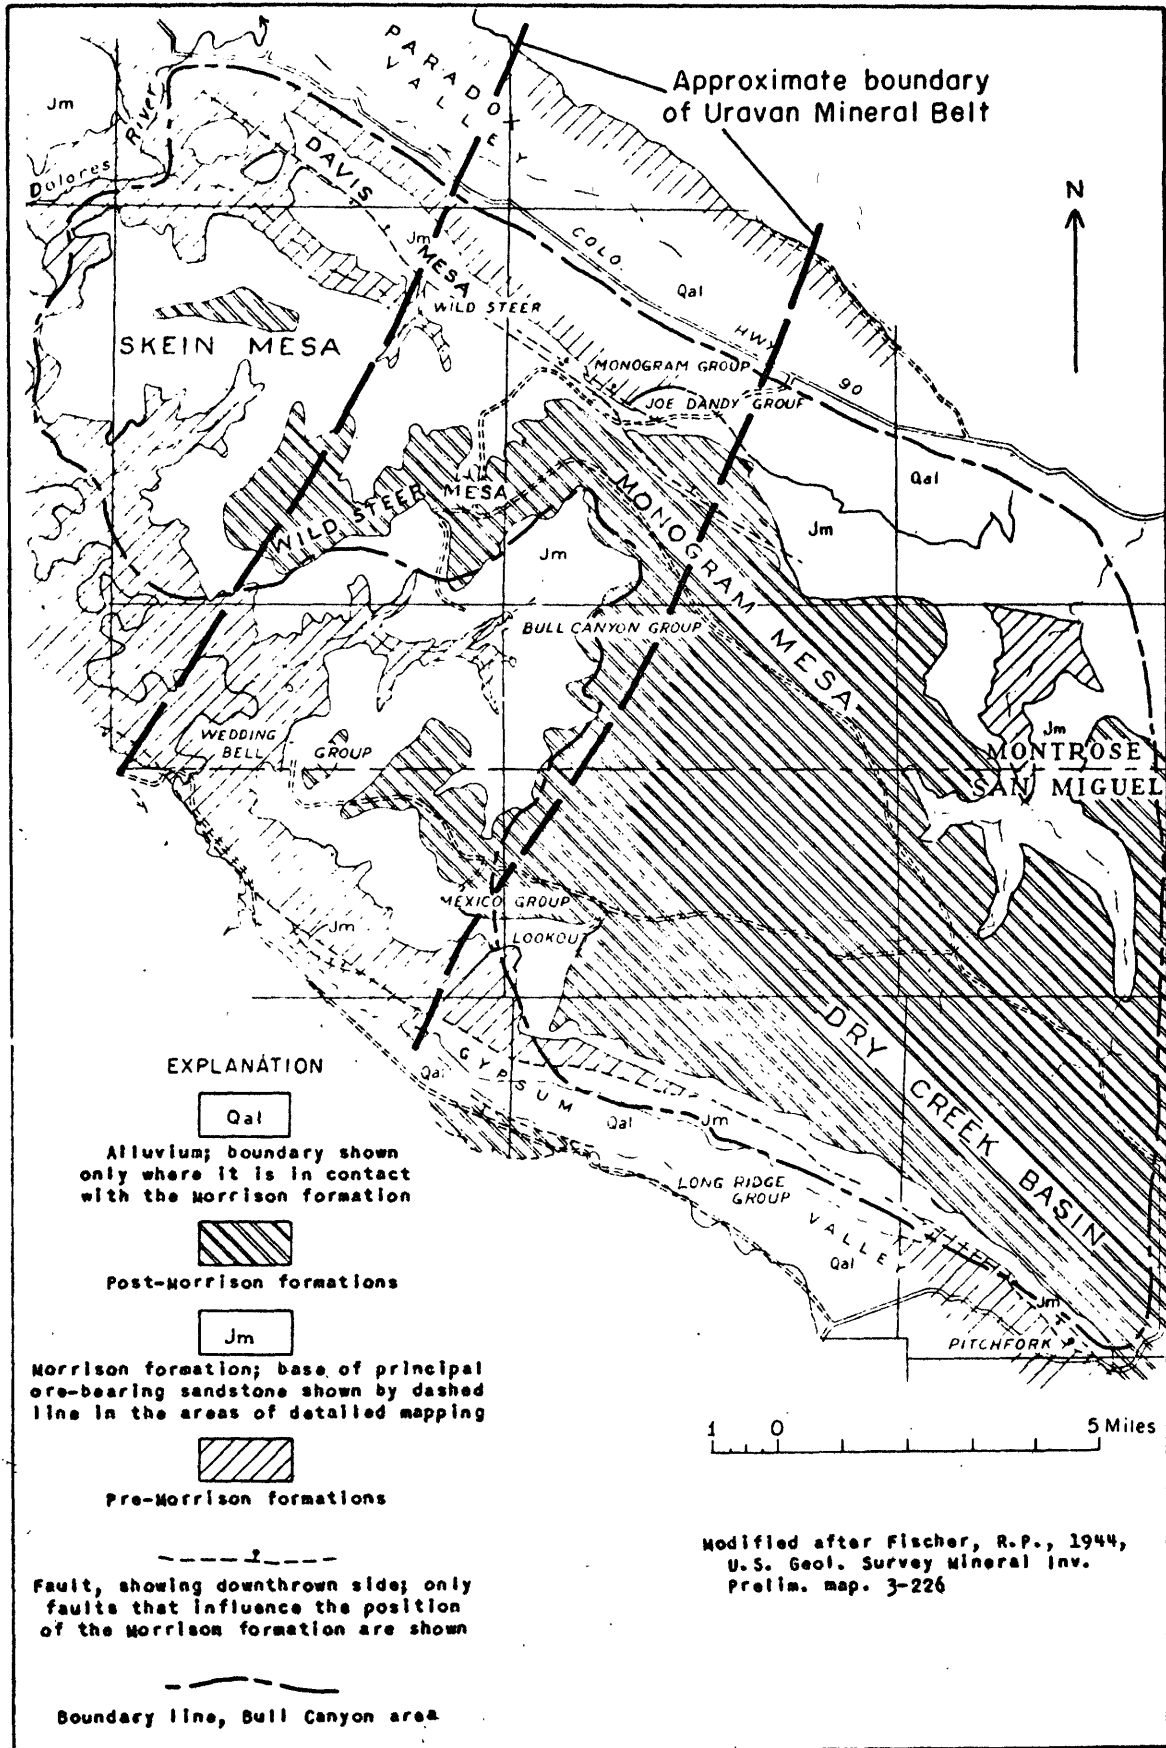 PARADOX
VALLEY
Approximate boundary
of Uravan Mineral Belt
Jm
River
Dolores
DAVIS
MESA
Jm
N
COLO.
HWY
90
Qal
WILD STEER
SKEIN MESA
MONOGRAM GROUP
JOE DANDY GROUP
Qal
WILD STEER MESA
MONOGRAM MESA
Jm
Jm
BULL CANYON GROUP
WEDDING
BELL GROUP
Jm
MONTROSE
SAN MIGUEL
MEXICO GROUP
LOOKOUT
Jm
DRY CREEK BASIN
GYPSUM
VALLEY
Qal
Qal
Jm
LONG RIDGE
GROUP
Qal
Jm
PITCHFORK
EXPLANATION
Qal
Alluvium; boundary shown
only where it is in contact
with the Morrison formation
Post-Morrison formations
Jm
Morrison formation; base of principal
ore-bearing sandstone shown by dashed
line in the areas of detailed mapping
Pre-Morrison formations
Fault, showing downthrown side; only
faults that influence the position
of the Morrison formation are shown
Boundary line, Bull Canyon area
1 0 5 Miles
Modified after Fischer, R.P., 1944,
U.S. Geol. Survey Mineral Inv.
Prelim. map. 3-226